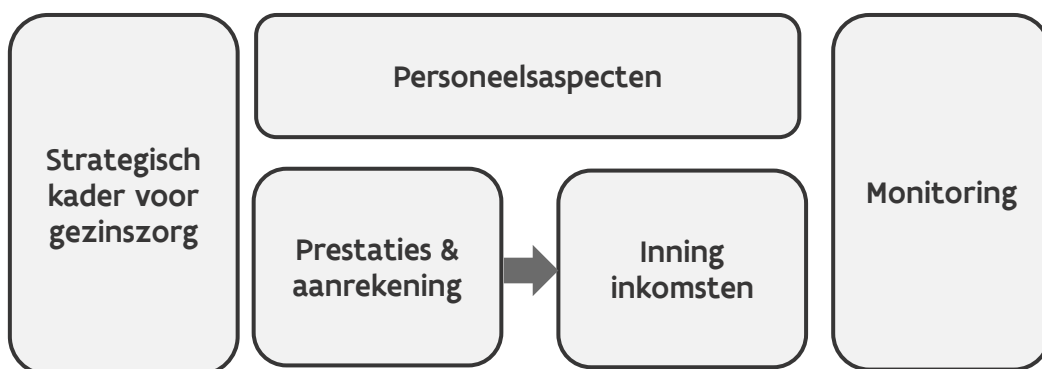 Strategisch
kader voor
gezinszorg
Personeelsaspecten
Prestaties &
aanrekening
Inning
inkomsten
Monitoring